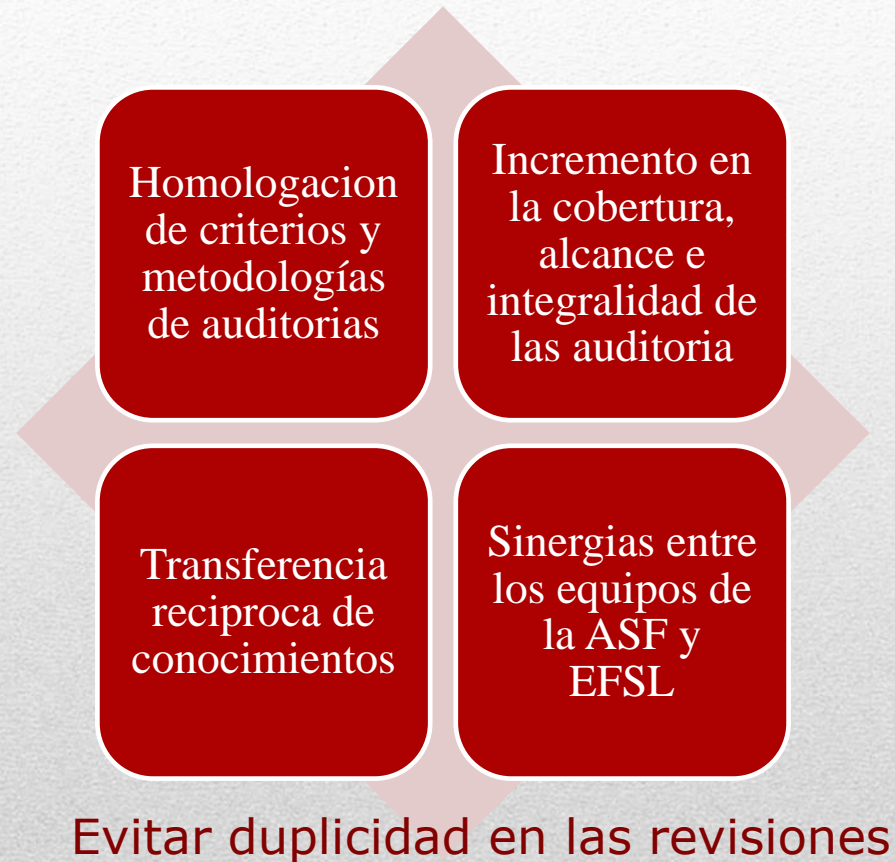 Homologacion
de criterios y
metodologías
de auditorias
Incremento en
la cobertura,
alcance e
integralidad de
las auditoria
Transferencia
reciproca de
conocimientos
Sinergias entre
los equipos de
la ASF y
EFSL
Evitar duplicidad en las revisiones